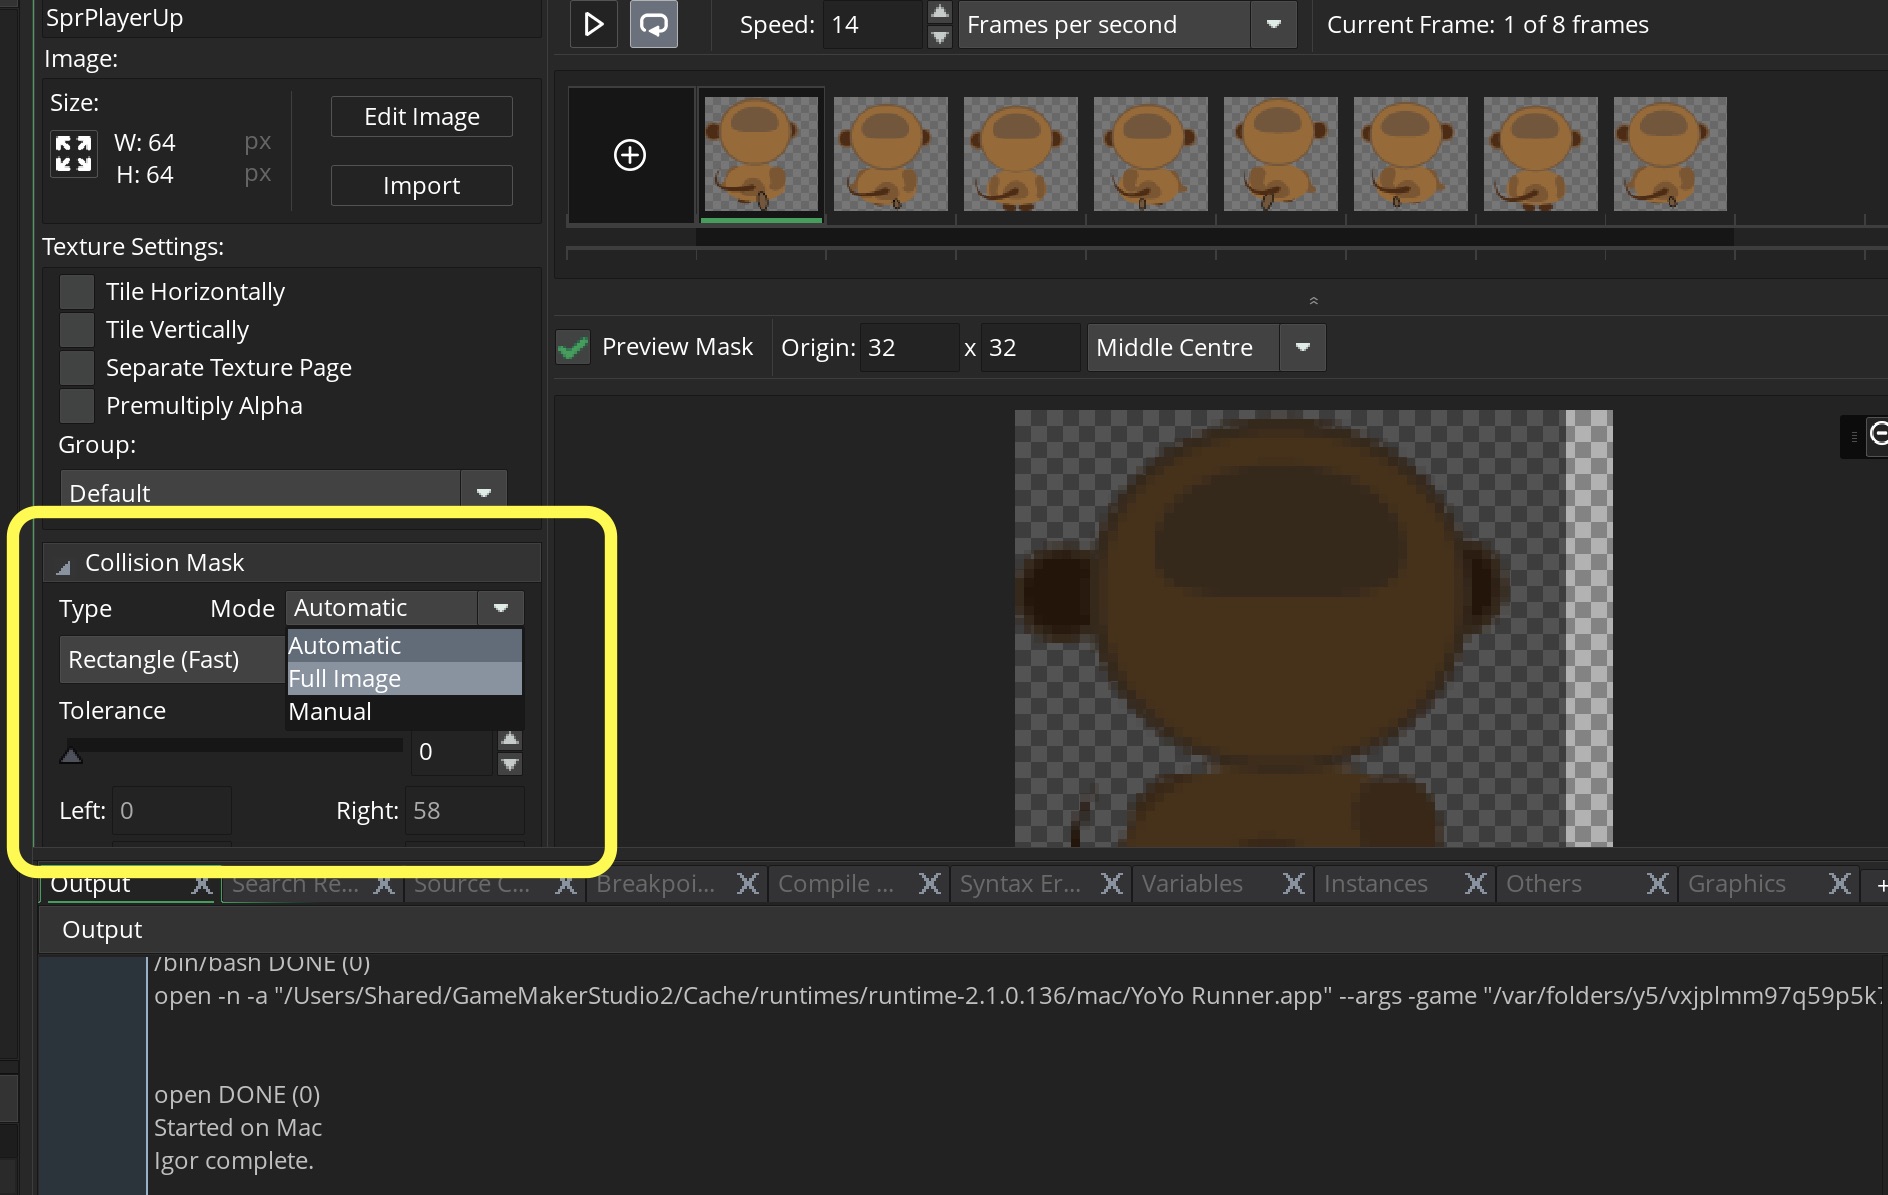 SprPlayerUp
Image:
Size:
W: 64 px
H: 64 px
Edit Image
Import
Texture Settings:
Tile Horizontally
Tile Vertically
Separate Texture Page
Premultiply Alpha
Group:
Default
Collision Mask
Type Mode Automatic
Automatic
Full Image
Manual
Rectangle (Fast)
Tolerance
0
Left: 0 Right: 58
Speed: 14 Frames per second Current Frame: 1 of 8 frames
Preview Mask Origin: 32 x 32 Middle Centre
Output Search Re... Source C... Breakpoi... Compile ... Syntax Er... Variables Instances Others Graphics +
Output
/bin/bash DONE (0)
open -n -a "/Users/Shared/GameMakerStudio2/Cache/runtimes/runtime-2.1.0.136/mac/YoYo Runner.app" --args -game "/var/folders/y5/vxjplmm97q59p5k
open DONE (0)
Started on Mac
Igor complete.